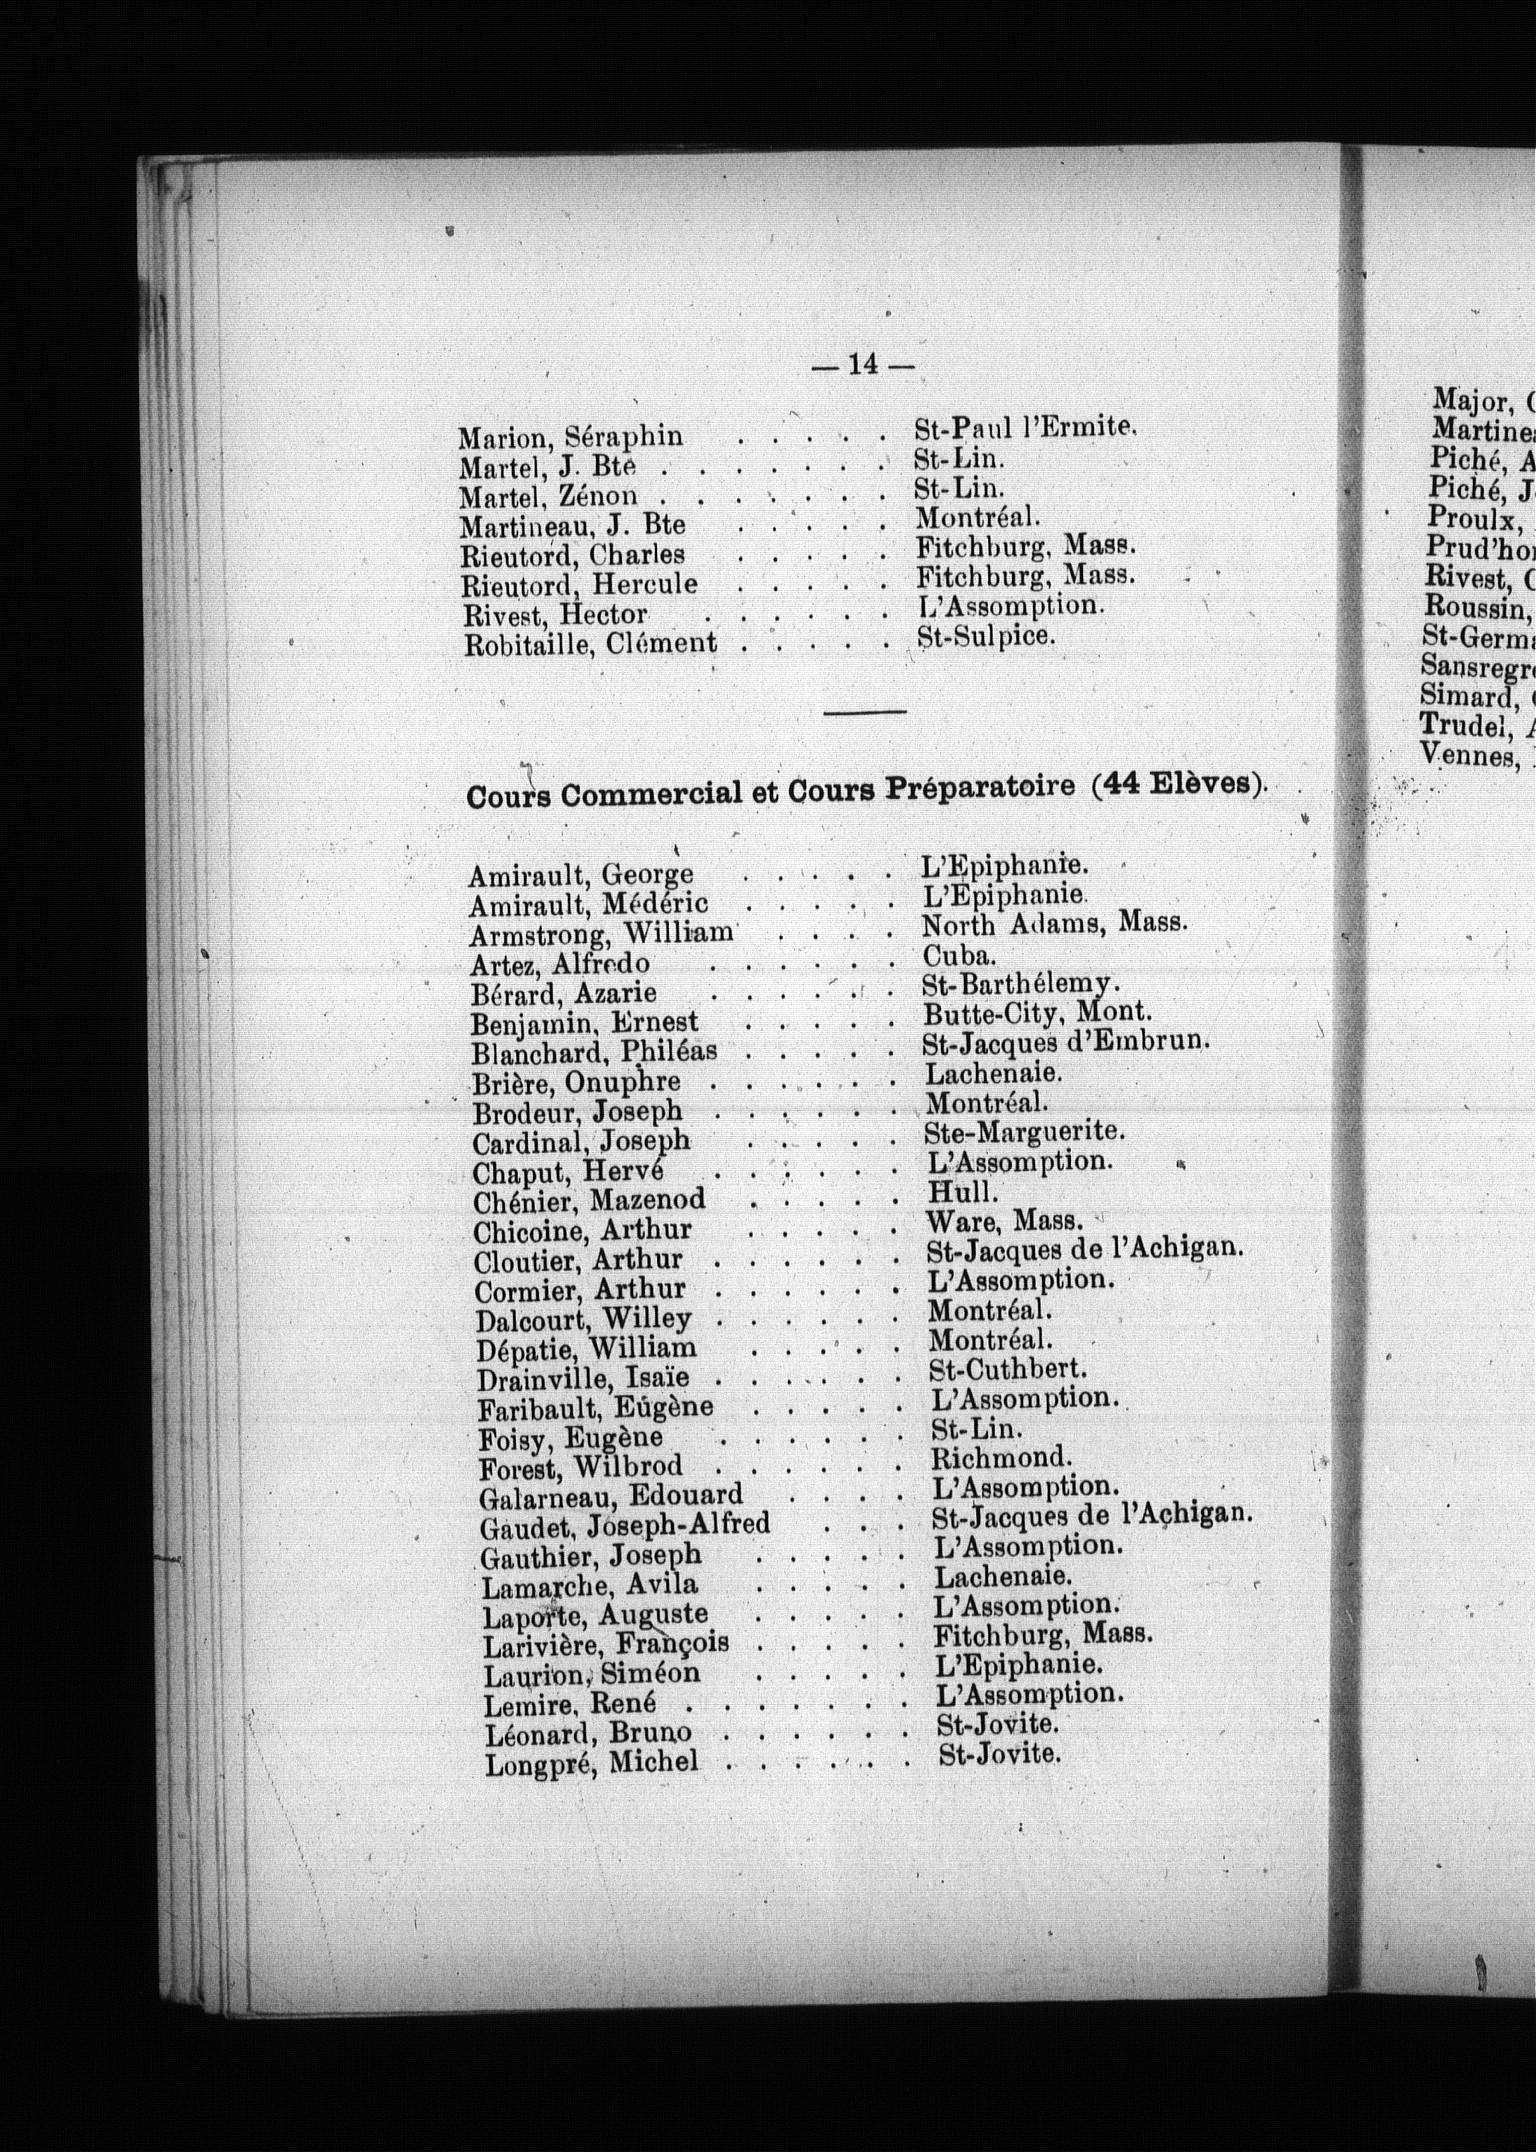 — 14 —
Marion, Séraphin . . . . . St-Paul l'Ermite.
Martel, J. Bte . . . . . . . St-Lin.
Martel, Zénon . . . . . . . St-Lin.
Martineau, J. Bte . . . . . Montréal.
Rieutord, Charles . . . . . Fitchburg, Mass.
Rieutord, Hercule . . . . . Fitchburg, Mass.
Rivest, Hector . . . . . . L'Assomption.
Robitaille, Clément . . . . . St-Sulpice.
Cours Commercial et Cours Préparatoire (44 Elèves).
Amirault, George . . . . . L'Epiphanie.
Amirault, Médéric . . . . . L'Epiphanie.
Armstrong, William . . . . North Adams, Mass.
Artez, Alfredo . . . . . . Cuba.
Bérard, Azarie . . . . . . St-Barthélemy.
Benjamin, Ernest . . . . . Butte-City, Mont.
Blanchard, Philéas . . . . . St-Jacques d'Embrun.
Brière, Onuphre . . . . . . Lachenaie.
Brodeur, Joseph . . . . . . Montréal.
Cardinal, Joseph . . . . . Ste-Marguerite.
Chaput, Hervé . . . . . . L'Assomption.
Chénier, Mazenod . . . . . Hull.
Chicoine, Arthur . . . . . Ware, Mass.
Cloutier, Arthur . . . . . . St-Jacques de l'Achigan.
Cormier, Arthur . . . . . . L'Assomption.
Dalcourt, Willey . . . . . . Montréal.
Dépatie, William . . . . . Montréal.
Drainville, Isaïe . . . . . . St-Cuthbert.
Faribault, Eugène . . . . . L'Assomption.
Foisy, Eugène . . . . . . St-Lin.
Forest, Wilbrod . . . . . . Richmond.
Galarneau, Edouard . . . . L'Assomption.
Gaudet, Joseph-Alfred . . . St-Jacques de l'Achigan.
Gauthier, Joseph . . . . . L'Assomption.
Lamarche, Avila . . . . . Lachenaie.
Laporte, Auguste . . . . . L'Assomption.
Larivière, François . . . . . Fitchburg, Mass.
Laurion, Siméon . . . . . L'Epiphanie.
Lemire, René . . . . . . . L'Assomption.
Léonard, Bruno . . . . . . St-Jovite.
Longpré, Michel . . . . . . St-Jovite.
Major,
Piché, A
Piché, J
Proulx,
Rivest,
Roussin,
Simard,
Trudel, A
Vennes,